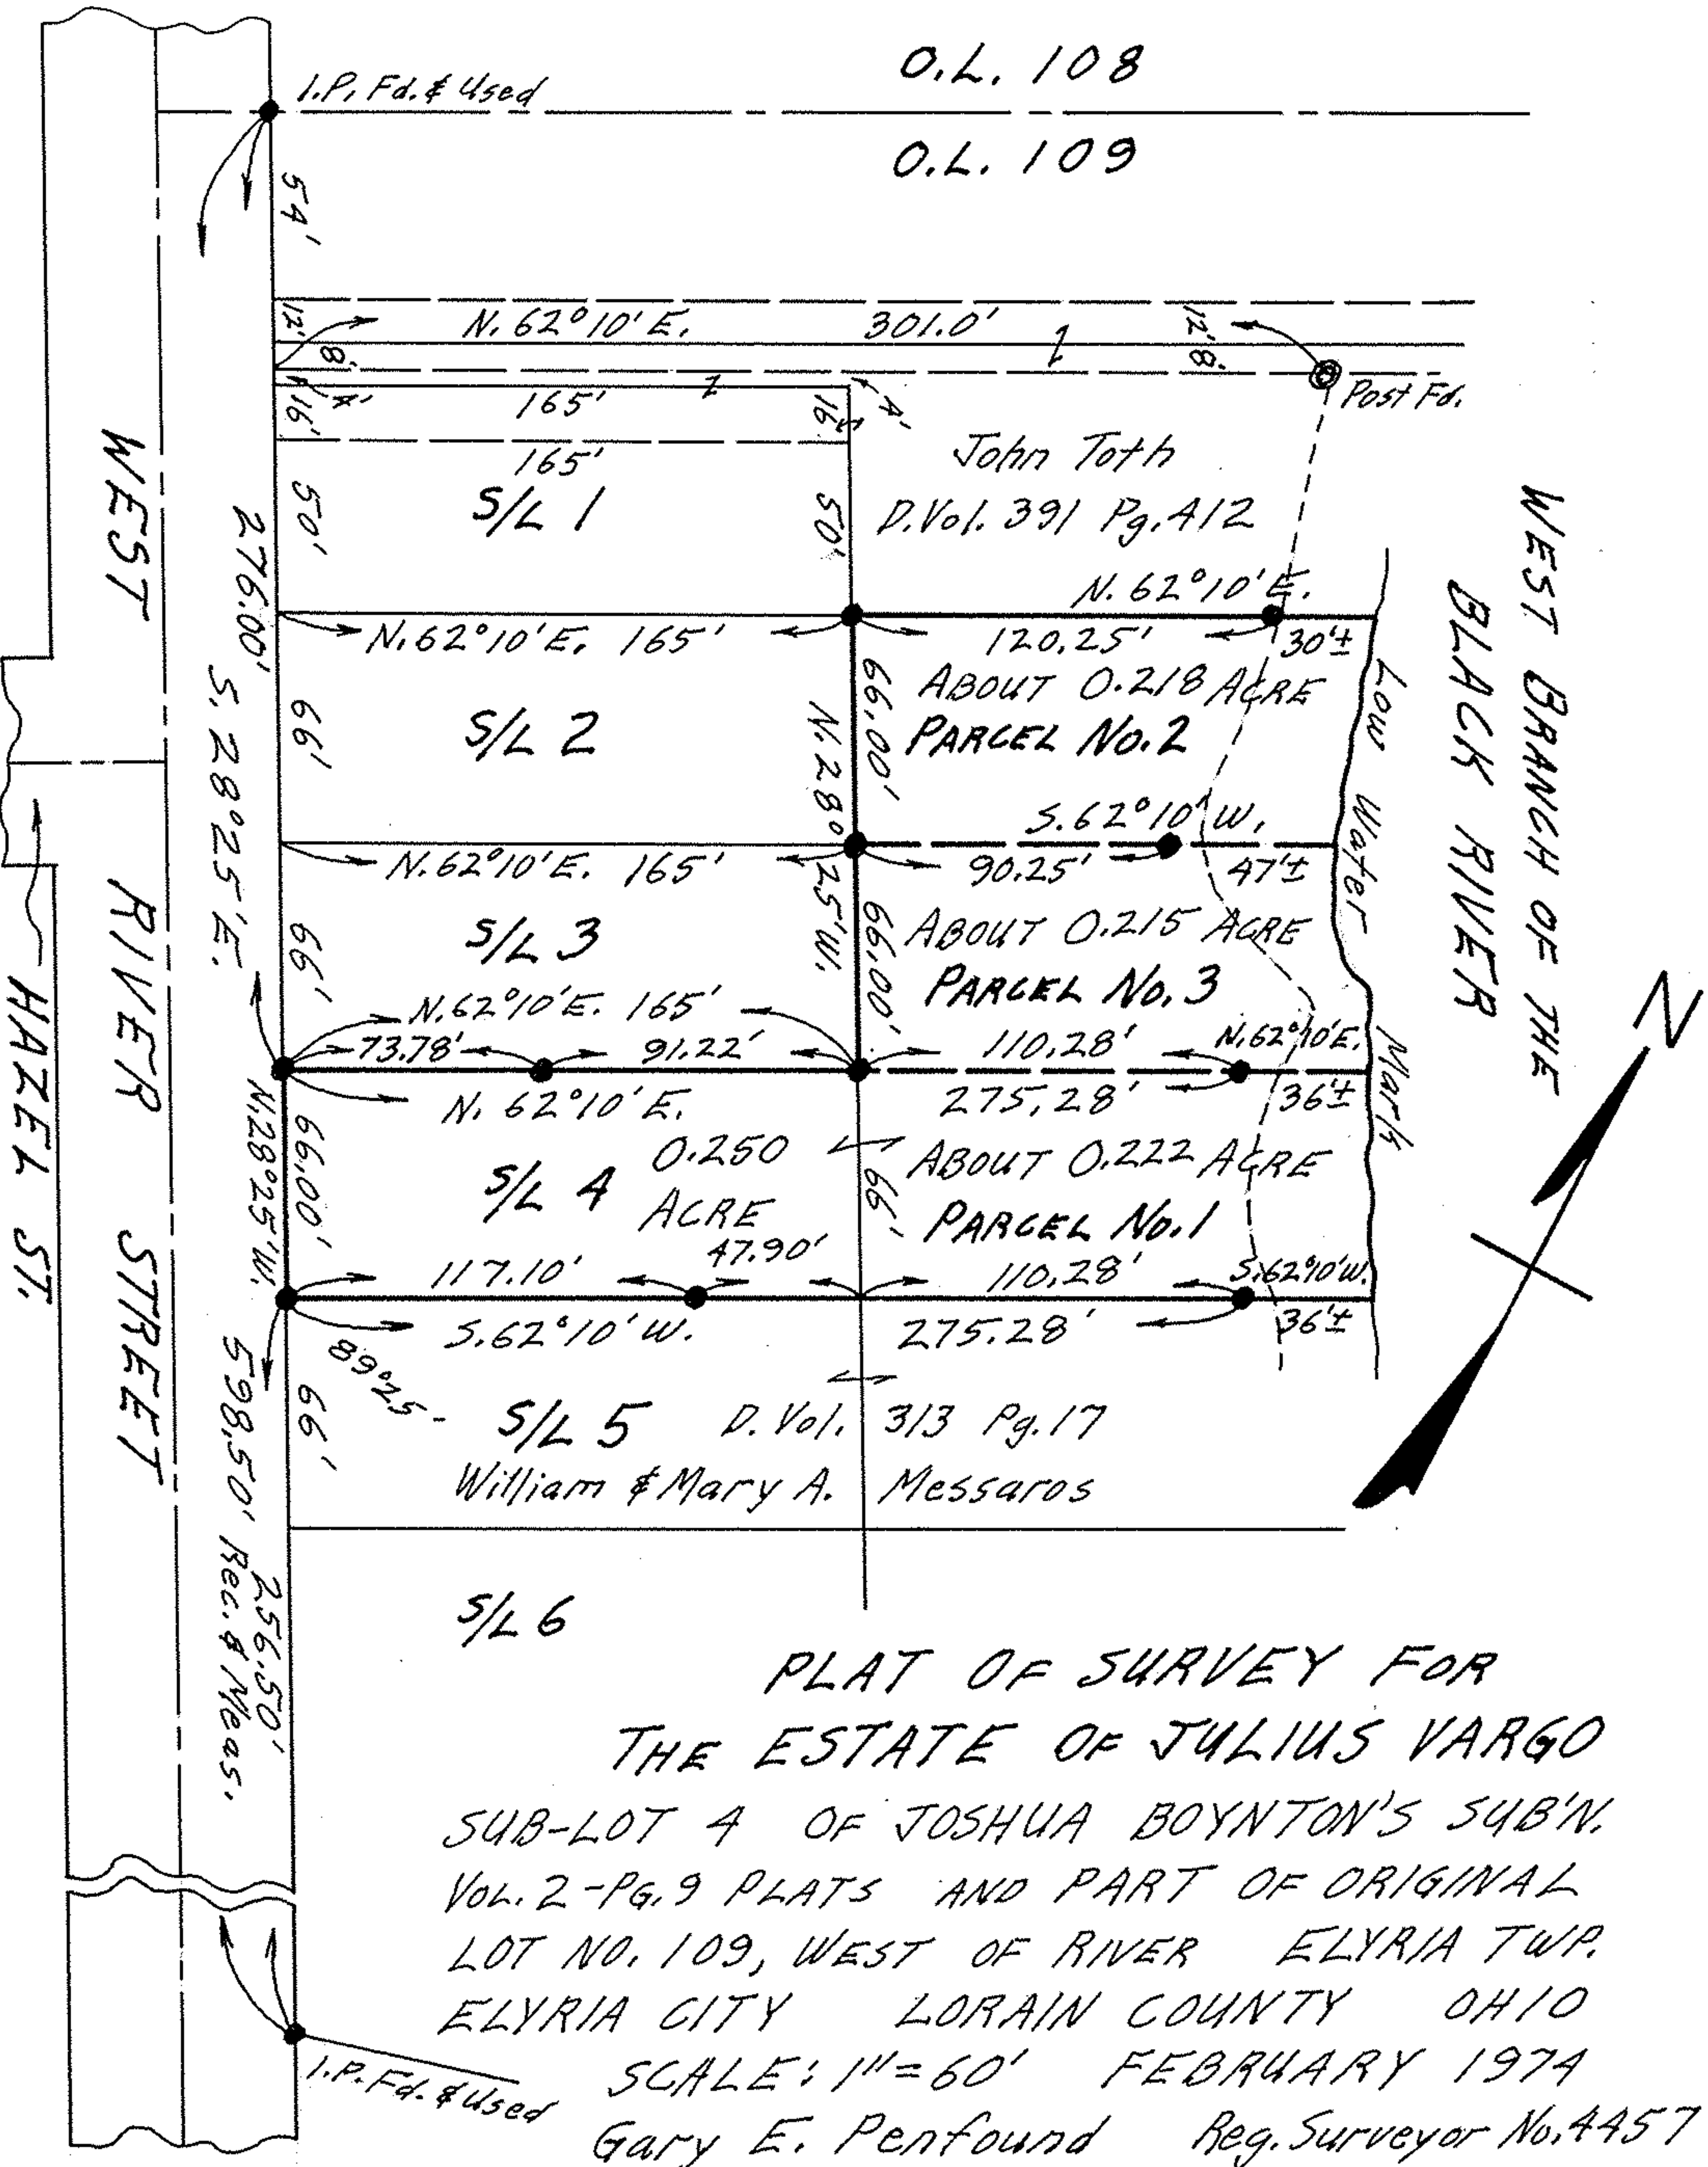 O.L. 108
I.P. Fd. & Used
O.L. 109
54'
12'
N. 62°10' E. 301.0'
12'
8'
8'
Post Fd.
4'
16'
165'
16'
4'
165'
John Toth
D.Vol. 391 Pg. 412
S/L 1
50'
50'
WEST RIVER STREET
HAZEL ST.
276.00'
S. 28°25' E.
WEST BRANCH OF THE
BLACK RIVER
N. 62°10' E.
N. 62°10' E. 165'
120.25'
30'±
66.00'
ABOUT 0.218 ACRE
PARCEL No. 2
S/L 2
66'
N. 28°25' W.
Low Water Mark
S. 62°10' W.
N. 62°10' E. 165'
90.25'
47'±
66'
66.00'
ABOUT 0.215 ACRE
S/L 3
PARCEL No. 3
N. 62°10' E. 165'
73.78'
91.22'
110.28'
N. 62°10' E.
N. 62°10' E.
275.28'
36'±
N. 28°25' W.
66.00'
S/L 4
0.250
ACRE
66'
ABOUT 0.222 ACRE
PARCEL No. 1
117.10'
47.90'
110.28'
S. 62°10' W.
S. 62°10' W.
275.28'
36'±
89°25-
66'
S/L 5
D. Vol. 313 Pg. 17
William & Mary A. Messaros
N
598.50' Rec. & Meas.
256.50'
S/L 6
PLAT OF SURVEY FOR
THE ESTATE OF JULIUS VARGO
SUB-LOT 4 OF JOSHUA BOYNTON'S SUB'N.
VOL. 2-PG. 9 PLATS AND PART OF ORIGINAL
LOT NO. 109, WEST OF RIVER ELYRIA TWP.
ELYRIA CITY LORAIN COUNTY OHIO
I.P. Fd. & Used
SCALE: 1"=60' FEBRUARY 1974
Gary E. Penfound Reg. Surveyor No. 4457